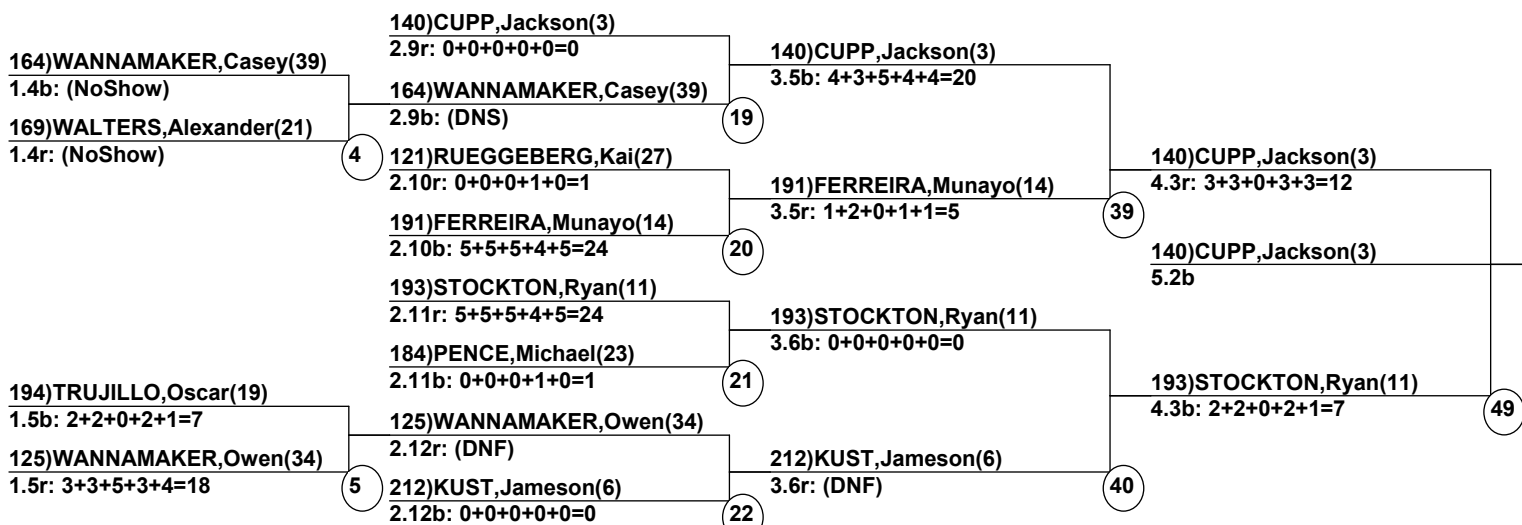 164)WANNAMAKER,Casey(39)
1.4b: (NoShow)
169)WALTERS,Alexander(21)
1.4r: (NoShow)
4
194)TRUJILLO,Oscar(19)
1.5b: 2+2+0+2+1=7
125)WANNAMAKER,Owen(34)
1.5r: 3+3+5+3+4=18
5
140)CUPP,Jackson(3)
2.9r: 0+0+0+0+0=0
164)WANNAMAKER,Casey(39)
2.9b: (DNS)
19
121)RUEGGEBERG,Kai(27)
2.10r: 0+0+0+1+0=1
191)FERREIRA,Munayo(14)
2.10b: 5+5+5+4+5=24
20
193)STOCKTON,Ryan(11)
2.11r: 5+5+5+4+5=24
184)PENCE,Michael(23)
2.11b: 0+0+0+1+0=1
21
125)WANNAMAKER,Owen(34)
2.12r: (DNF)
212)KUST,Jameson(6)
2.12b: 0+0+0+0+0=0
22
140)CUPP,Jackson(3)
3.5b: 4+3+5+4+4=20
191)FERREIRA,Munayo(14)
3.5r: 1+2+0+1+1=5
39
193)STOCKTON,Ryan(11)
3.6b: 0+0+0+0+0=0
212)KUST,Jameson(6)
3.6r: (DNF)
40
140)CUPP,Jackson(3)
4.3r: 3+3+0+3+3=12
140)CUPP,Jackson(3)
5.2b
193)STOCKTON,Ryan(11)
4.3b: 2+2+0+2+1=7
49